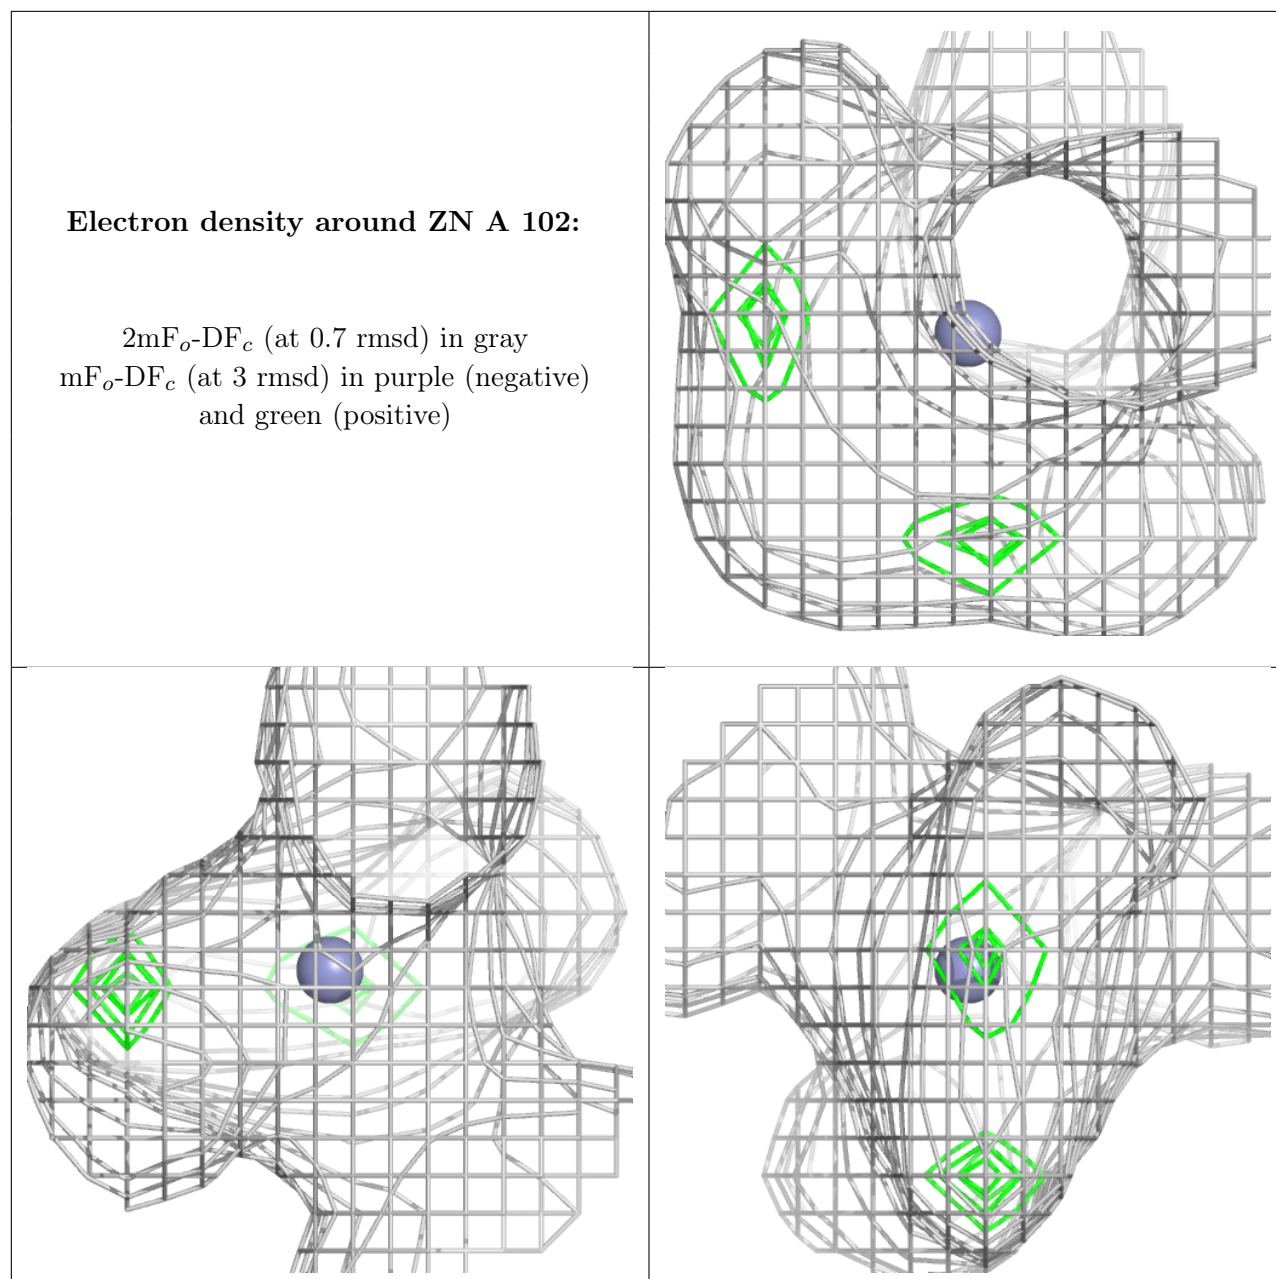 Electron density around ZN A 102:
2mFₒ-DF𝒸 (at 0.7 rmsd) in gray
mFₒ-DF𝒸 (at 3 rmsd) in purple (negative)
and green (positive)